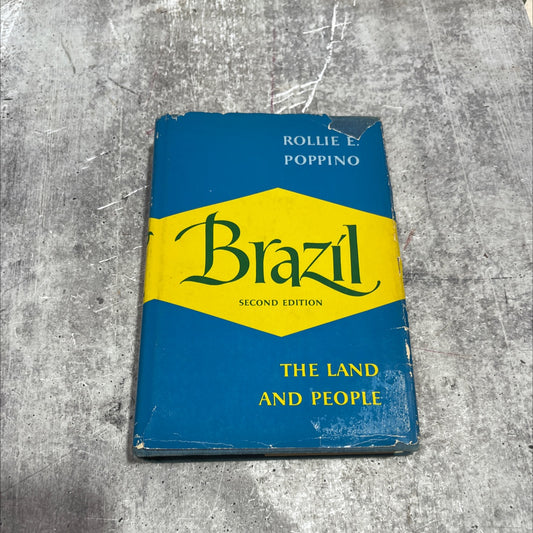 ROLLIE E.
POPPINO
Brazil
SECOND EDITION
THE LAND
AND PEOPLE